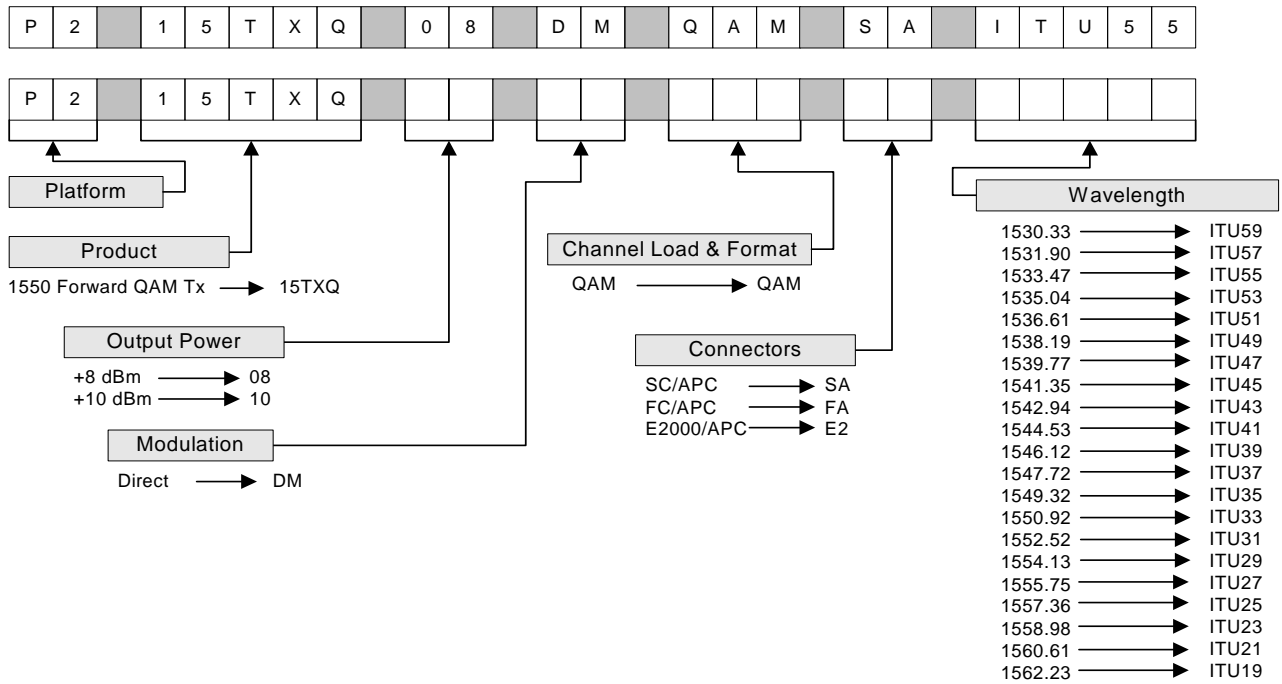 P 2 1 5 T X Q 0 8 D M Q A M S A I T U 5 5
P 2 1 5 T X Q
Platform
Product
1550 Forward QAM Tx 15TXQ
Output Power
+8 dBm 08
+10 dBm 10
Modulation
Direct DM
Channel Load & Format
QAM QAM
Connectors
SC/APC SA
FC/APC FA
E2000/APC E2
Wavelength
1530.33 ITU59
1531.90 ITU57
1533.47 ITU55
1535.04 ITU53
1536.61 ITU51
1538.19 ITU49
1539.77 ITU47
1541.35 ITU45
1542.94 ITU43
1544.53 ITU41
1546.12 ITU39
1547.72 ITU37
1549.32 ITU35
1550.92 ITU33
1552.52 ITU31
1554.13 ITU29
1555.75 ITU27
1557.36 ITU25
1558.98 ITU23
1560.61 ITU21
1562.23 ITU19